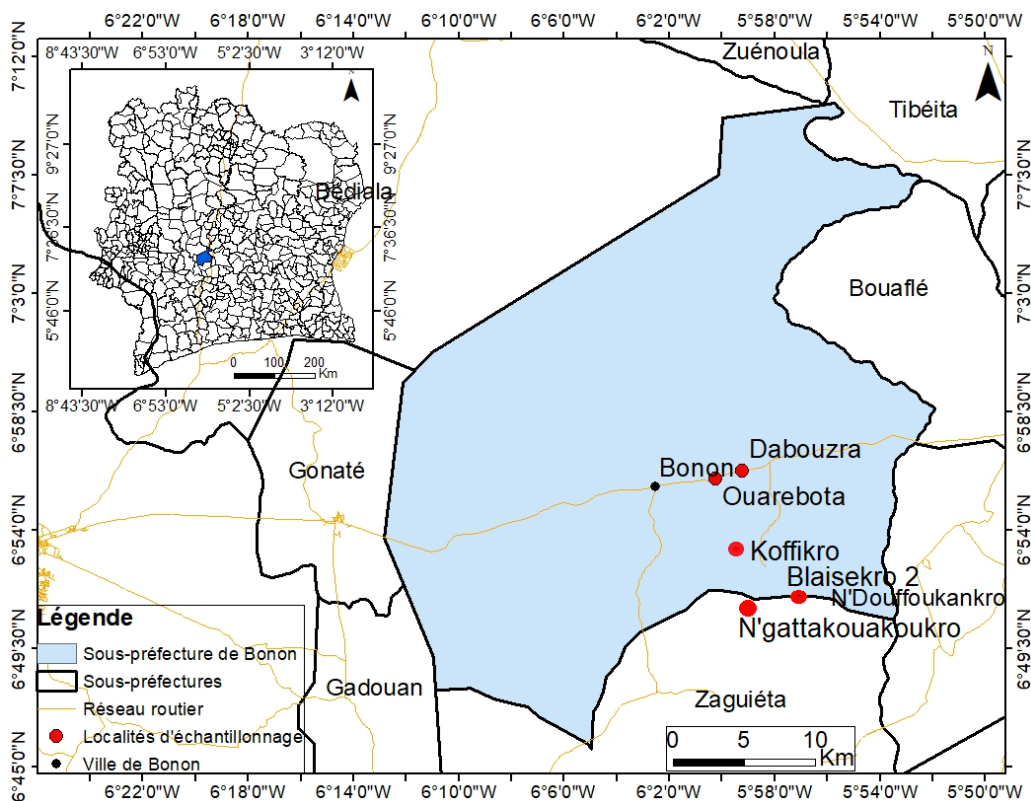 6°22'0"W 6°18'0"W 6°14'0"W 6°10'0"W 6°6'0"W 6°2'0"W 5°58'0"W 5°54'0"W 5°50'0"W
8°43'30"W 6°53'0"W 5°2'30"W 3°12'0"W
7°12'0"N
7°7'30"N
7°3'0"N
6°58'30"N
6°54'0"N
6°49'30"N
6°45'0"N
9°27'0"N
7°36'30"N
5°46'0"N
N
0 100 200
Km
8°43'30"W 6°53'0"W 5°2'30"W 3°12'0"W
9°27'0"N
7°36'30"N
5°46'0"N
Bédiala
Zuénoula
N
Tibéita
Bouaflé
Gonaté
Dabouzra
Bonon
Ouarebota
Koffikro
Blaisekro 2
N'Douffoukankro
N'gattakouakoukro
Gadouan
Zaguiéta
Légende
Sous-préfecture de Bonon
Sous-préfectures
Réseau routier
Localités d'échantillonnage
Ville de Bonon
0 5 10
Km
7°12'0"N
7°7'30"N
7°3'0"N
6°58'30"N
6°54'0"N
6°49'30"N
6°45'0"N
6°22'0"W 6°18'0"W 6°14'0"W 6°10'0"W 6°6'0"W 6°2'0"W 5°58'0"W 5°54'0"W 5°50'0"W